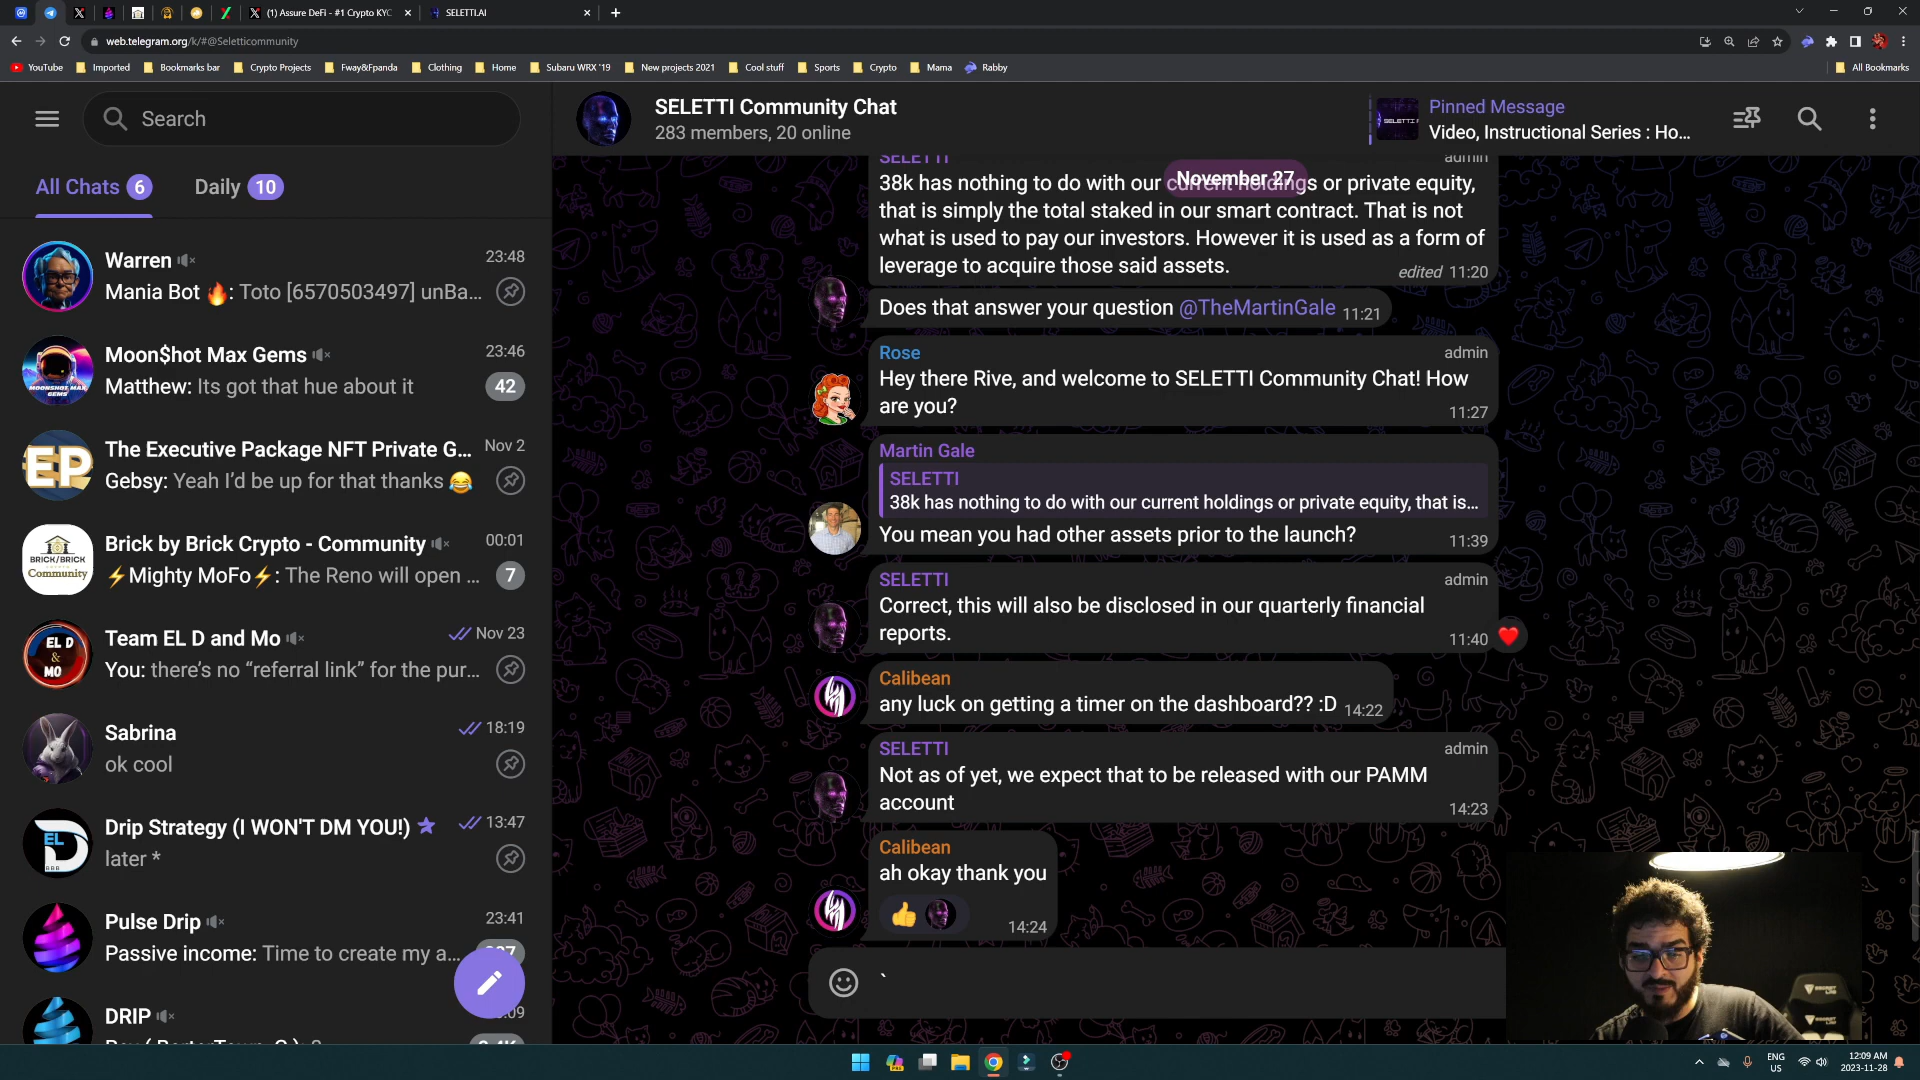 (1) Assure DeFi - #1 Crypto KYC
SELETTI.AI
web.telegram.org/k/#@Seletticommunity
YouTube
Imported
Bookmarks bar
Crypto Projects
Fway&Fpanda
Clothing
Home
Subaru WRX '19
New projects 2021
Cool stuff
Sports
Crypto
Mama
Rabby
All Bookmarks
Search
All Chats 6
Daily 10
Warren 23:48
Mania Bot 🔥: Toto [6570503497] unBa...
Moon$hot Max Gems 23:46
Matthew: Its got that hue about it 42
The Executive Package NFT Private G... Nov 2
Gebsy: Yeah I'd be up for that thanks 😂
Brick by Brick Crypto - Community 00:01
⚡Mighty MoFo⚡: The Reno will open ... 7
Team EL D and Mo Nov 23
You: there's no “referral link” for the pur...
Sabrina 18:19
ok cool
Drip Strategy (I WON'T DM YOU!) 13:47
later *
Pulse Drip 23:41
Passive income: Time to create my a...
DRIP
SELETTI Community Chat
283 members, 20 online
Pinned Message
Video, Instructional Series : Ho...
November 27
SELETTI admin
38k has nothing to do with our current holdings or private equity,
that is simply the total staked in our smart contract. That is not
what is used to pay our investors. However it is used as a form of
leverage to acquire those said assets. edited 11:20
Does that answer your question @TheMartinGale 11:21
Rose admin
Hey there Rive, and welcome to SELETTI Community Chat! How
are you? 11:27
Martin Gale
SELETTI
38k has nothing to do with our current holdings or private equity, that is...
You mean you had other assets prior to the launch? 11:39
SELETTI admin
Correct, this will also be disclosed in our quarterly financial
reports. 11:40
Calibean
any luck on getting a timer on the dashboard?? :D 14:22
SELETTI admin
Not as of yet, we expect that to be released with our PAMM
account 14:23
Calibean
ah okay thank you
👍 14:24
`
ENG
US
12:09 AM
2023-11-28